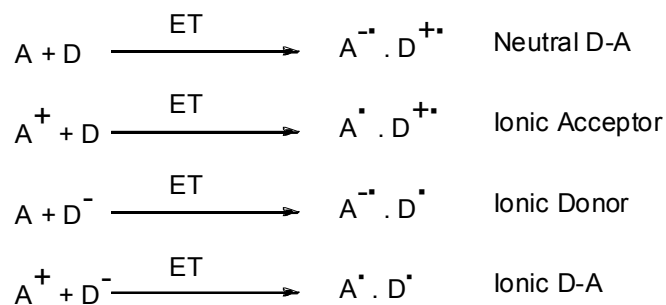 ET
A + D A⁻▪ . D⁺▪ Neutral D-A
ET
A⁺ + D A▪ . D⁺▪ Ionic Acceptor
ET
A + D⁻ A⁻▪ . D▪ Ionic Donor
ET
A⁺ + D⁻ A▪ . D▪ Ionic D-A